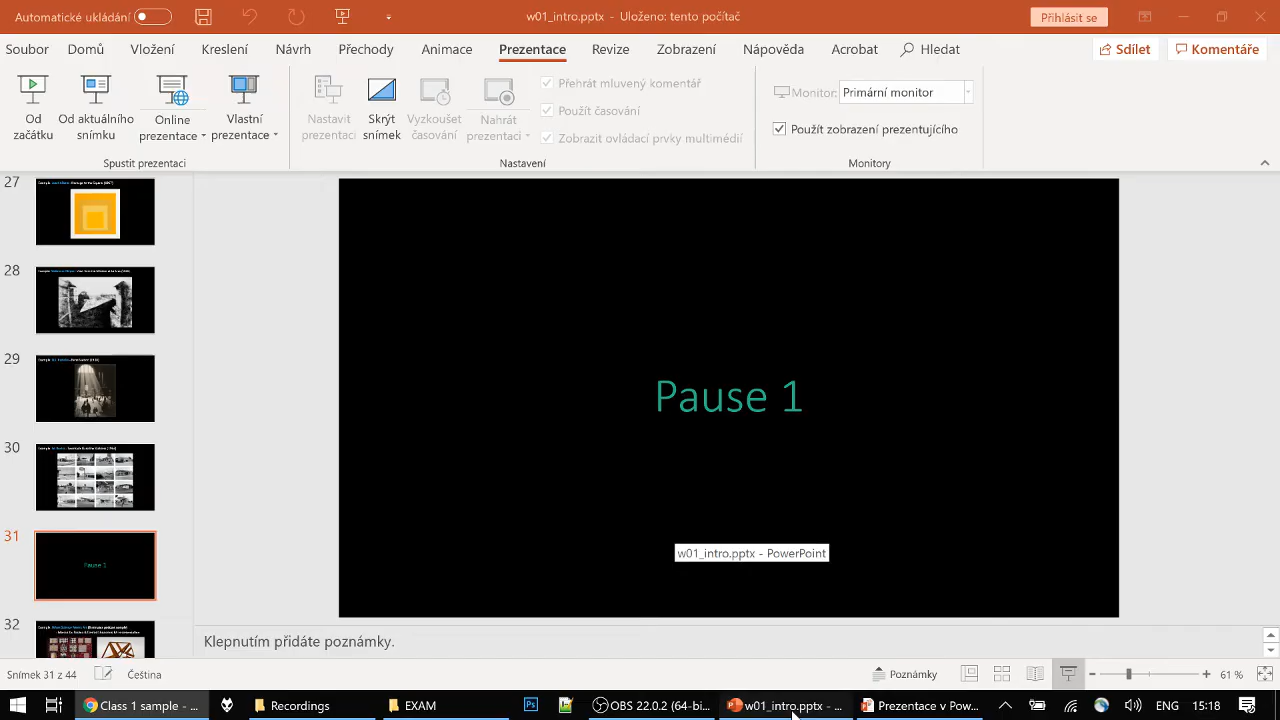 Automatické ukládání
w01_intro.pptx - Uloženo: tento počítač
Přihlásit se
Soubor Domů Vložení Kreslení Návrh Přechody Animace Prezentace Revize Zobrazení Nápověda Acrobat Hledat Sdílet Komentáře
Od začátku
Od aktuálního snímku
Online prezentace
Vlastní prezentace
Spustit prezentaci
Nastavit prezentaci
Skrýt snímek
Vyzkoušet časování
Nahrát prezentaci
Přehrát mluvený komentář
Použít časování
Zobrazit ovládací prvky multimédií
Nastavení
Monitor: Primární monitor
Použít zobrazení prezentujícího
Monitory
27
28
29
30
31
Pause 1
32
Pause 1
w01_intro.pptx - PowerPoint
Klepnutím přidáte poznámky.
Snímek 31 z 44 Čeština Poznámky 61 %
Class 1 sample - ... Recordings EXAM Ps OBS 22.0.2 (64-bi... w01_intro.pptx - ... Prezentace v Pow... ENG 15:18